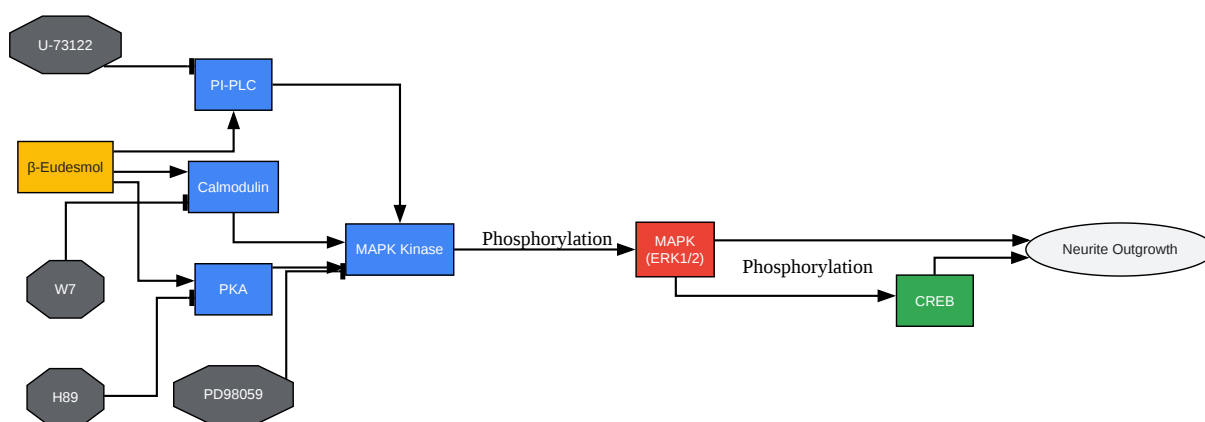 U-73122
PI-PLC
β-Eudesmol
Calmodulin
MAPK Kinase
Phosphorylation
MAPK
(ERK1/2)
Phosphorylation
Neurite Outgrowth
W7
PKA
CREB
H89
PD98059